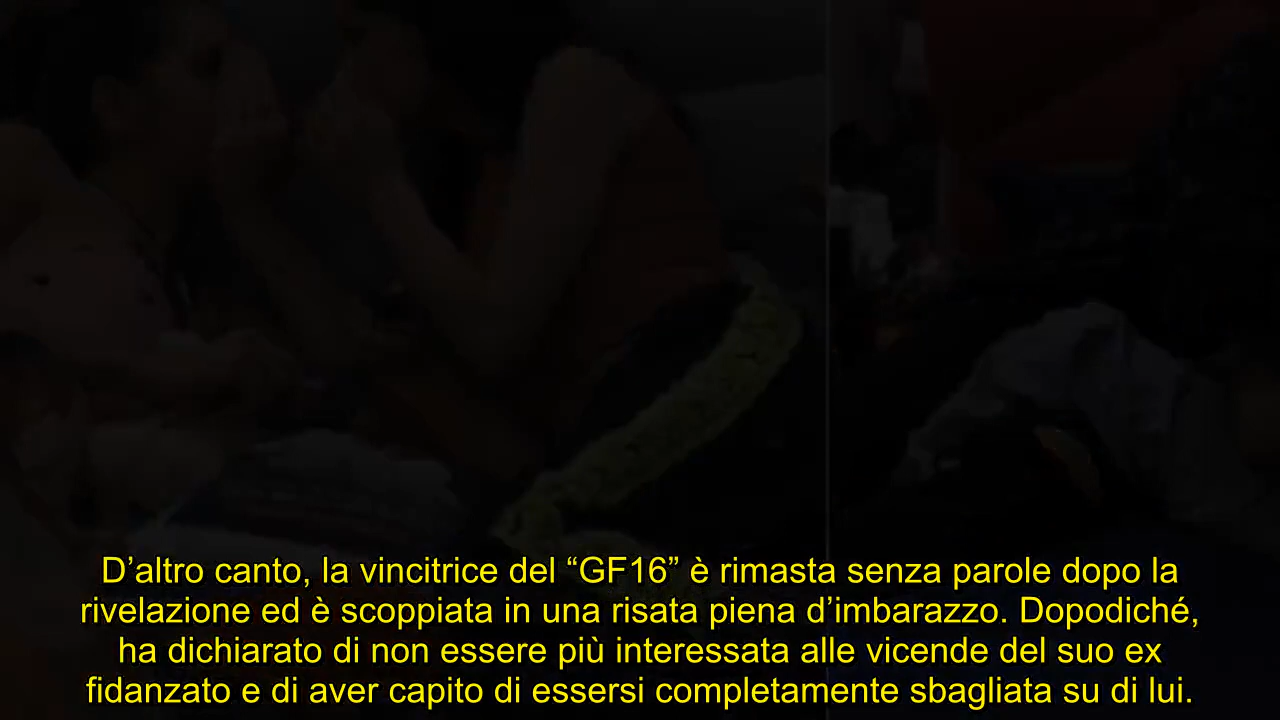 D’altro canto, la vincitrice del “GF16” è rimasta senza parole dopo la
rivelazione ed è scoppiata in una risata piena d’imbarazzo. Dopodiché,
ha dichiarato di non essere più interessata alle vicende del suo ex
fidanzato e di aver capito di essersi completamente sbagliata su di lui.